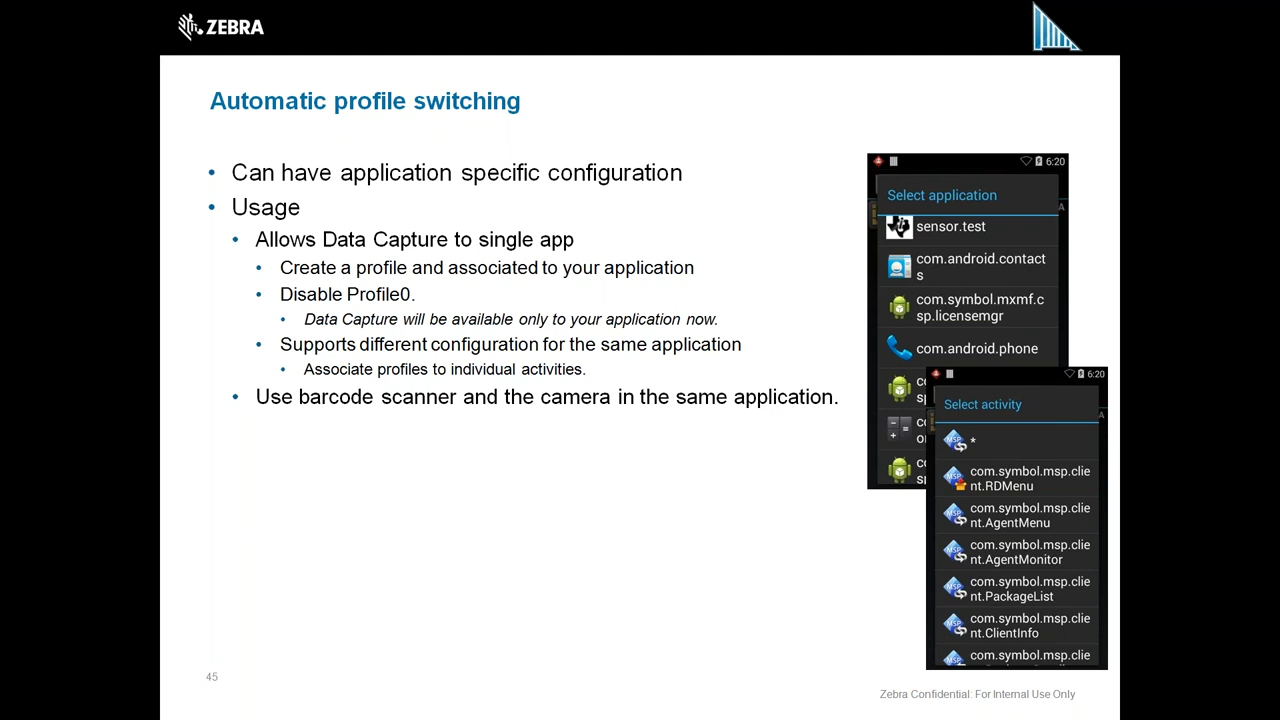 ZEBRA
Automatic profile switching
• Can have application specific configuration
• Usage
• Allows Data Capture to single app
• Create a profile and associated to your application
• Disable Profile0.
• Data Capture will be available only to your application now.
• Supports different configuration for the same application
• Associate profiles to individual activities.
• Use barcode scanner and the camera in the same application.
6:20
Select application
A
sensor.test
com.android.contact
s
com.symbol.mxmf.c
sp.licensemgr
com.android.phone
6:20
Select activity
A
*
com.symbol.msp.clie
nt.RDMenu
com.symbol.msp.clie
nt.AgentMenu
com.symbol.msp.clie
nt.AgentMonitor
com.symbol.msp.clie
nt.PackageList
com.symbol.msp.clie
nt.ClientInfo
com.symbol.msp.clie
45
Zebra Confidential: For Internal Use Only